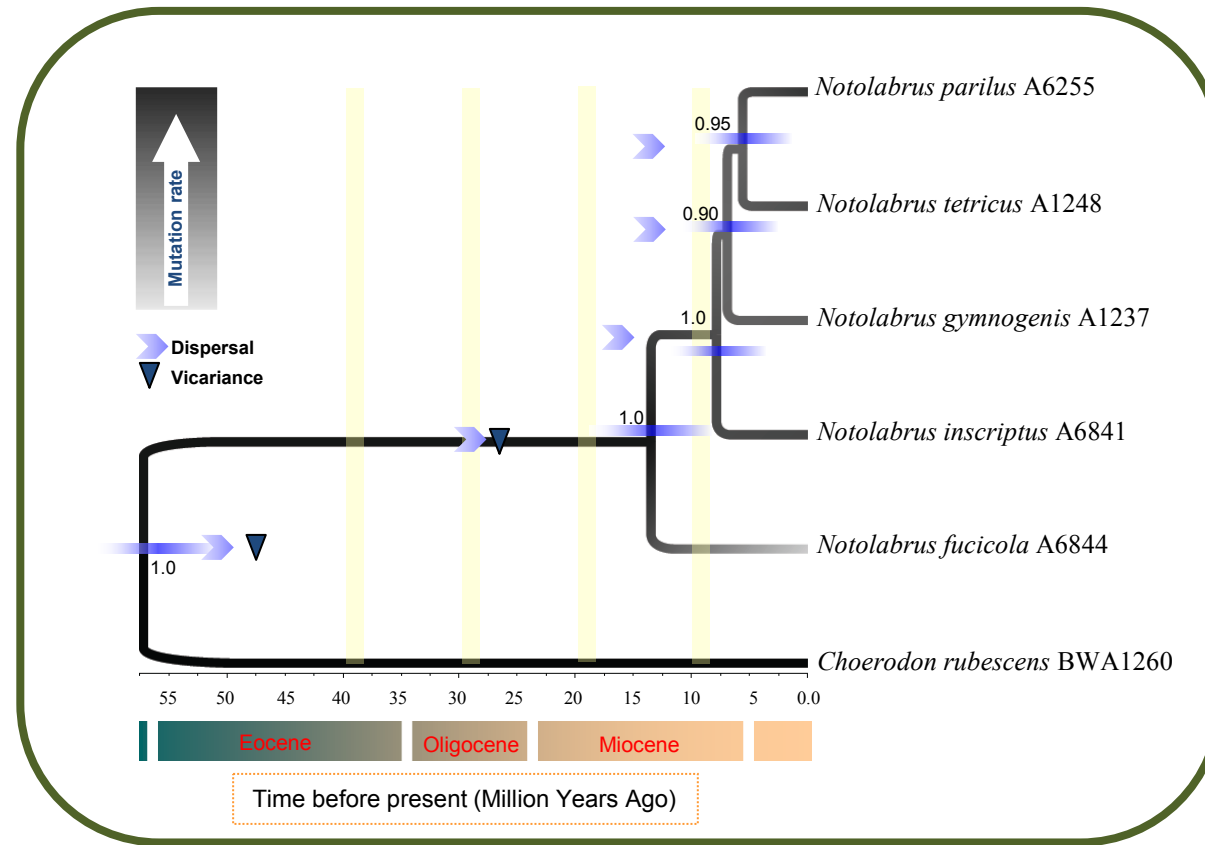 Notolabrus parilus A6255
0.95
Mutation rate
Notolabrus tetricus A1248
0.90
Notolabrus gymnogenis A1237
1.0
Dispersal
Vicariance
1.0
Notolabrus inscriptus A6841
Notolabrus fucicola A6844
1.0
Choerodon rubescens BWA1260
55 50 45 40 35 30 25 20 15 10 5 0.0
Eocene Oligocene Miocene
Time before present (Million Years Ago)